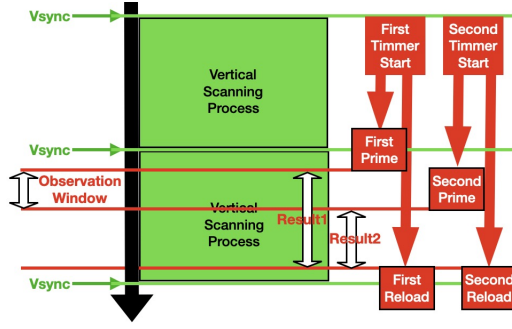 Vsync
First
Timmer
Start
Second
Timmer
Start
Vertical
Scanning
Process
Vsync
First
Prime
Observation
Window
Second
Prime
Vertical
Scanning
Process
Result1
Result2
Vsync
First
Reload
Second
Reload